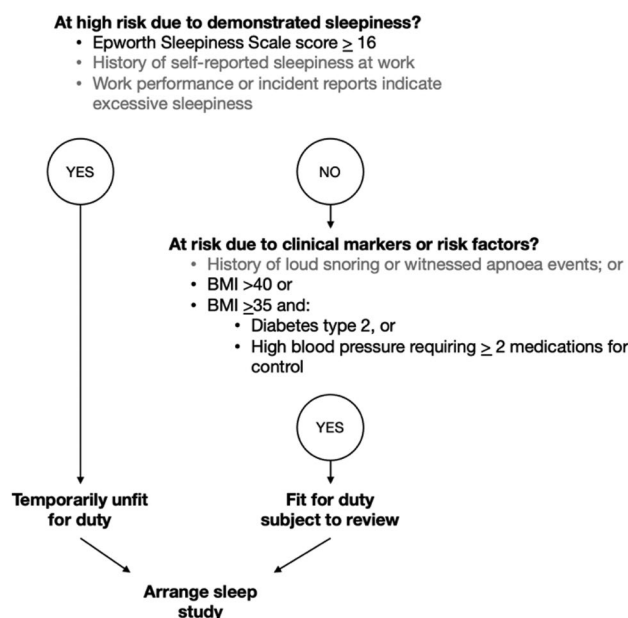 At high risk due to demonstrated sleepiness?
• Epworth Sleepiness Scale score ≥ 16
• History of self-reported sleepiness at work
• Work performance or incident reports indicate
excessive sleepiness
YES
NO
At risk due to clinical markers or risk factors?
• History of loud snoring or witnessed apnoea events; or
• BMI >40 or
• BMI ≥35 and:
• Diabetes type 2, or
• High blood pressure requiring ≥ 2 medications for
control
YES
Temporarily unfit
for duty
Fit for duty
subject to review
Arrange sleep
study